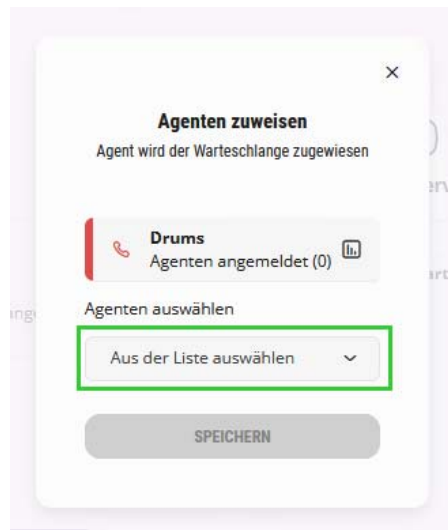 Agenten zuweisen
Agent wird der Warteschlange zugewiesen
Drums
Agenten angemeldet (0)
Agenten auswählen
Aus der Liste auswählen
SPEICHERN